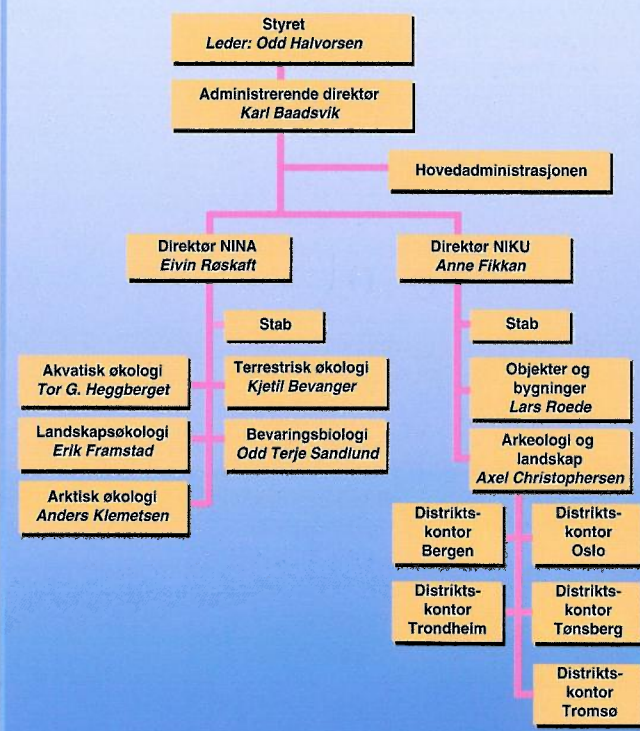 Styret
Leder: Odd Halvorsen
Administrerende direktør
Karl Baadsvik
Hovedadministrasjonen
Direktør NINA
Eivin Røskaft
Direktør NIKU
Anne Fikkan
Stab
Stab
Akvatisk økologi
Tor G. Heggberget
Terrestrisk økologi
Kjetil Bevanger
Objekter og
bygninger
Lars Roede
Landskapsøkologi
Erik Framstad
Bevaringsbiologi
Odd Terje Sandlund
Arkeologi og
landskap
Axel Christophersen
Arktisk økologi
Anders Klemetsen
Distrikts-
kontor
Bergen
Distrikts-
kontor
Oslo
Distrikts-
kontor
Trondheim
Distrikts-
kontor
Tønsberg
Distrikts-
kontor
Tromsø